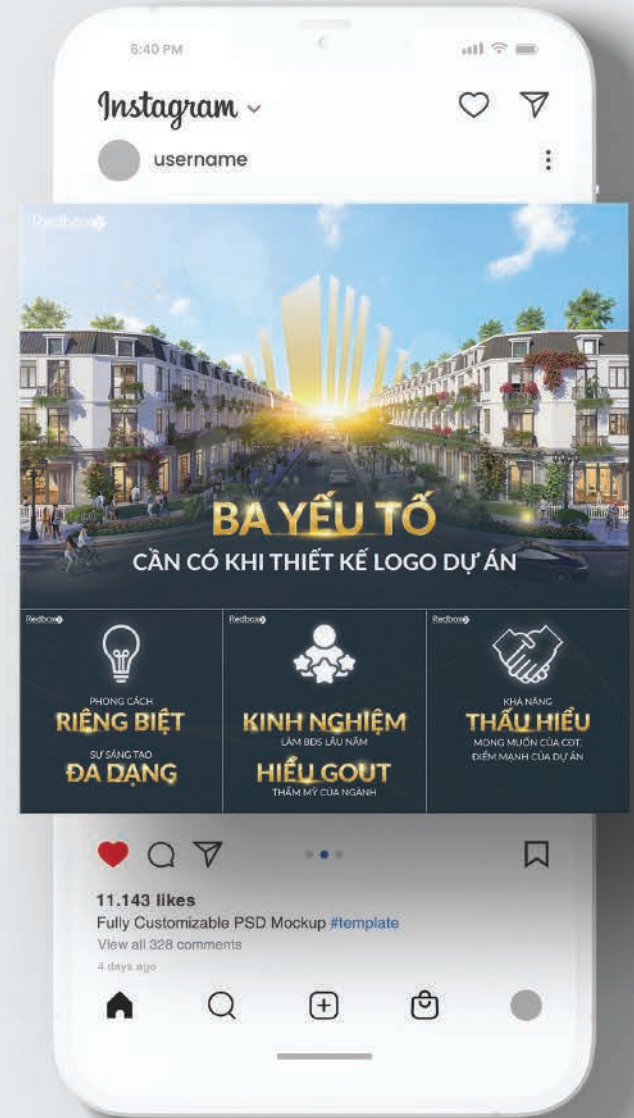 6:40 PM
Instagram
username
Redbox
BA YẾU TỐ
CẦN CÓ KHI THIẾT KẾ LOGO DỰ ÁN
Redbox
PHONG CÁCH
RIÊNG BIỆT
SỰ SÁNG TẠO
ĐA DẠNG
Redbox
KINH NGHIỆM
LÀM BĐS LÂU NĂM
HIỂU GOUT
THẨM MỸ CỦA NGÀNH
Redbox
KHẢ NĂNG
THẤU HIỂU
MONG MUỐN CỦA CĐT,
ĐIỂM MẠNH CỦA DỰ ÁN
11.143 likes
Fully Customizable PSD Mockup #template
View all 328 comments
4 days ago